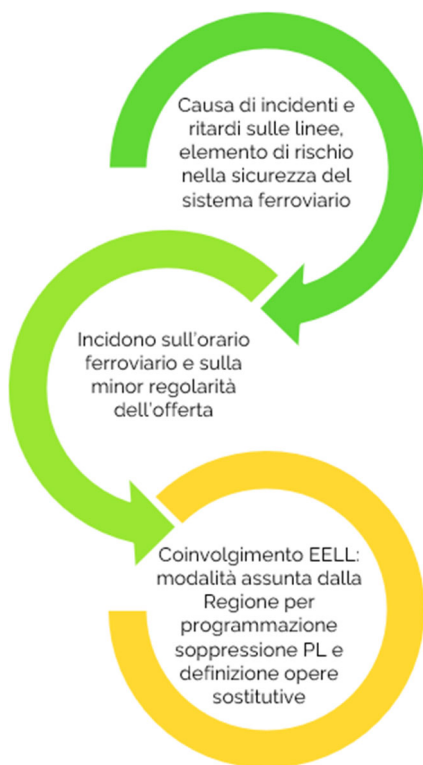 Causa di incidenti e
ritardi sulle linee,
elemento di rischio
nella sicurezza del
sistema ferroviario
Incidono sull'orario
ferroviario e sulla
minor regolarità
dell'offerta
Coinvolgimento EELL:
modalità assunta dalla
Regione per
programmazione
soppressione PL e
definizione opere
sostitutive